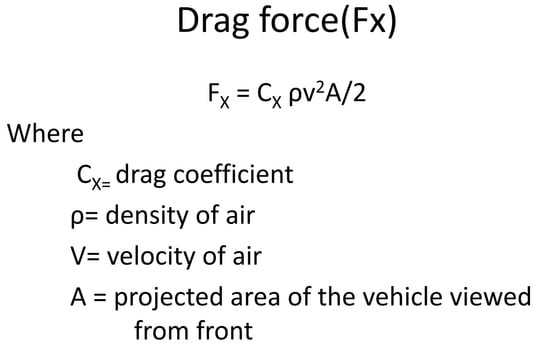 Drag force(Fx)
Fₓ = Cₓ ρv²A/2
Where
Cₓ₌ drag coefficient
ρ= density of air
V= velocity of air
A = projected area of the vehicle viewed
from front